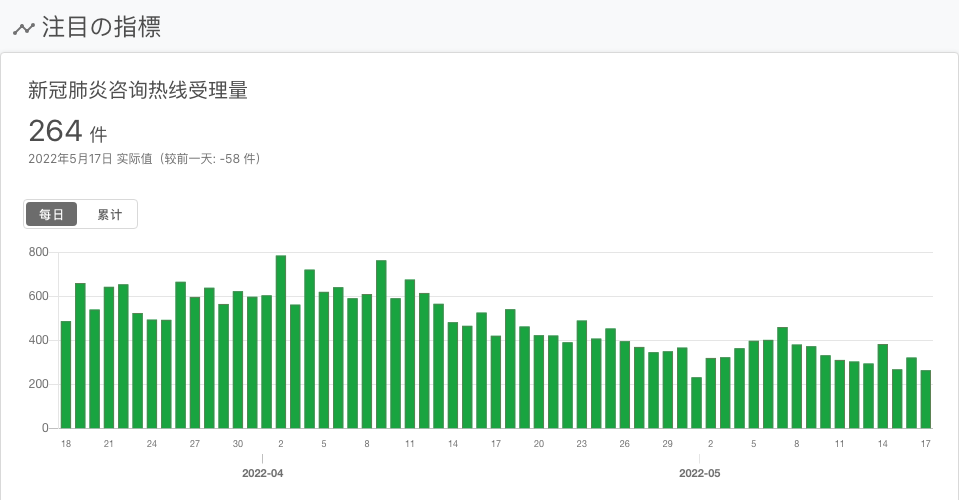 注目の指標
新冠肺炎咨询热线受理量
264 件
2022年5月17日 实际值（较前一天: -58 件）
每日 累计
800
600
400
200
0
18 21 24 27 30 2 5 8 11 14 17 20 23 26 29 2 5 8 11 14 17
2022-04 2022-05